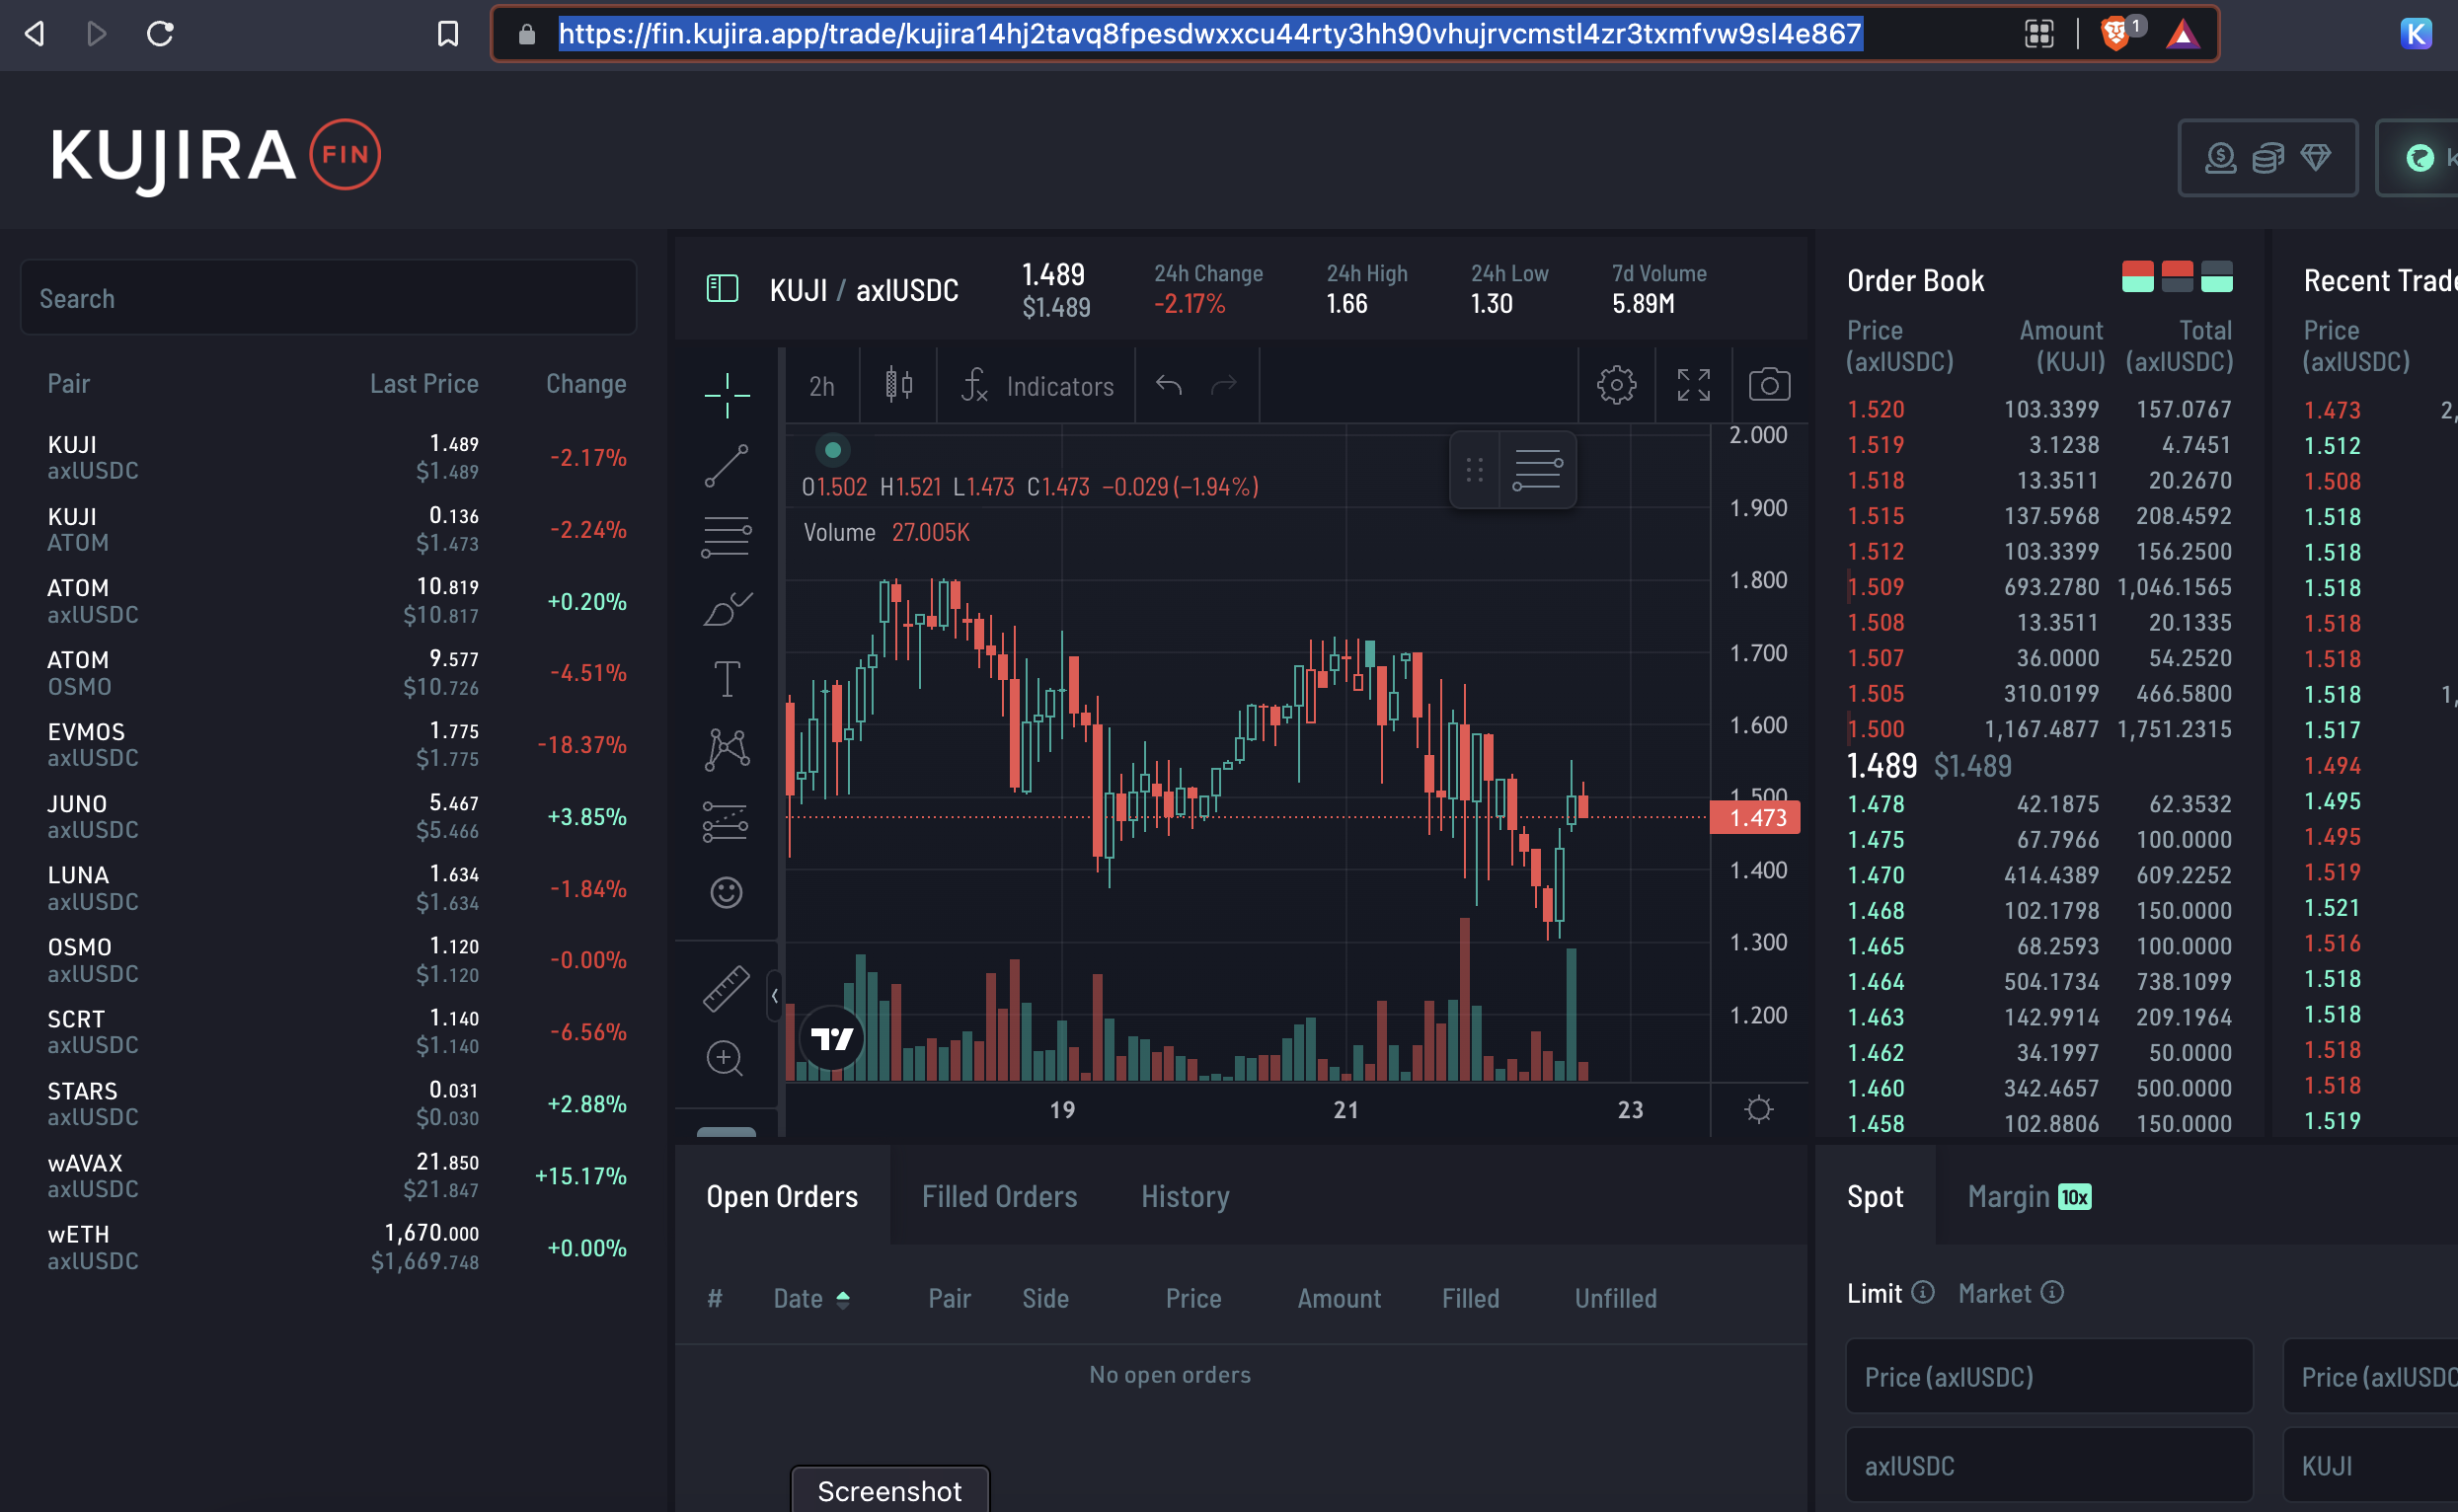 https://fin.kujira.app/trade/kujira14hj2tavq8fpesdwxxcu44rty3hh90vhujrvcmstl4zr3txmfvw9sl4e867
1
K
KUJIRA FIN
Search
Pair Last Price Change
KUJI 1.489 -2.17%
axlUSDC $1.489
KUJI 0.136 -2.24%
ATOM $1.473
ATOM 10.819 +0.20%
axlUSDC $10.817
ATOM 9.577 -4.51%
OSMO $10.726
EVMOS 1.775 -18.37%
axlUSDC $1.775
JUNO 5.467 +3.85%
axlUSDC $5.466
LUNA 1.634 -1.84%
axlUSDC $1.634
OSMO 1.120 -0.00%
axlUSDC $1.120
SCRT 1.140 -6.56%
axlUSDC $1.140
STARS 0.031 +2.88%
axlUSDC $0.030
wAVAX 21.850 +15.17%
axlUSDC $21.847
wETH 1,670.000 +0.00%
axlUSDC $1,669.748
KUJI / axlUSDC
1.489
$1.489
24h Change
-2.17%
24h High
1.66
24h Low
1.30
7d Volume
5.89M
2h Indicators
O1.502 H1.521 L1.473 C1.473 −0.029 (−1.94%)
Volume 27.005K
2.000
1.900
1.800
1.700
1.600
1.500
1.473
1.400
1.300
1.200
19 21 23
Order Book
Price Amount Total
(axlUSDC) (KUJI) (axlUSDC)
1.520 103.3399 157.0767
1.519 3.1238 4.7451
1.518 13.3511 20.2670
1.515 137.5968 208.4592
1.512 103.3399 156.2500
1.509 693.2780 1,046.1565
1.508 13.3511 20.1335
1.507 36.0000 54.2520
1.505 310.0199 466.5800
1.500 1,167.4877 1,751.2315
1.489 $1.489
1.478 42.1875 62.3532
1.475 67.7966 100.0000
1.470 414.4389 609.2252
1.468 102.1798 150.0000
1.465 68.2593 100.0000
1.464 504.1734 738.1099
1.463 142.9914 209.1964
1.462 34.1997 50.0000
1.460 342.4657 500.0000
1.458 102.8806 150.0000
Recent Trade
Price
(axlUSDC)
1.473 2,
1.512
1.508
1.518
1.518
1.518
1.518
1.518
1.518 1,
1.517
1.494
1.495
1.495
1.519
1.521
1.516
1.518
1.518
1.518
1.518
1.519
Open Orders Filled Orders History
# Date Pair Side Price Amount Filled Unfilled
No open orders
Screenshot
Spot Margin 10x
Limit Market
Price (axlUSDC) Price (axlUSDC
axlUSDC KUJI